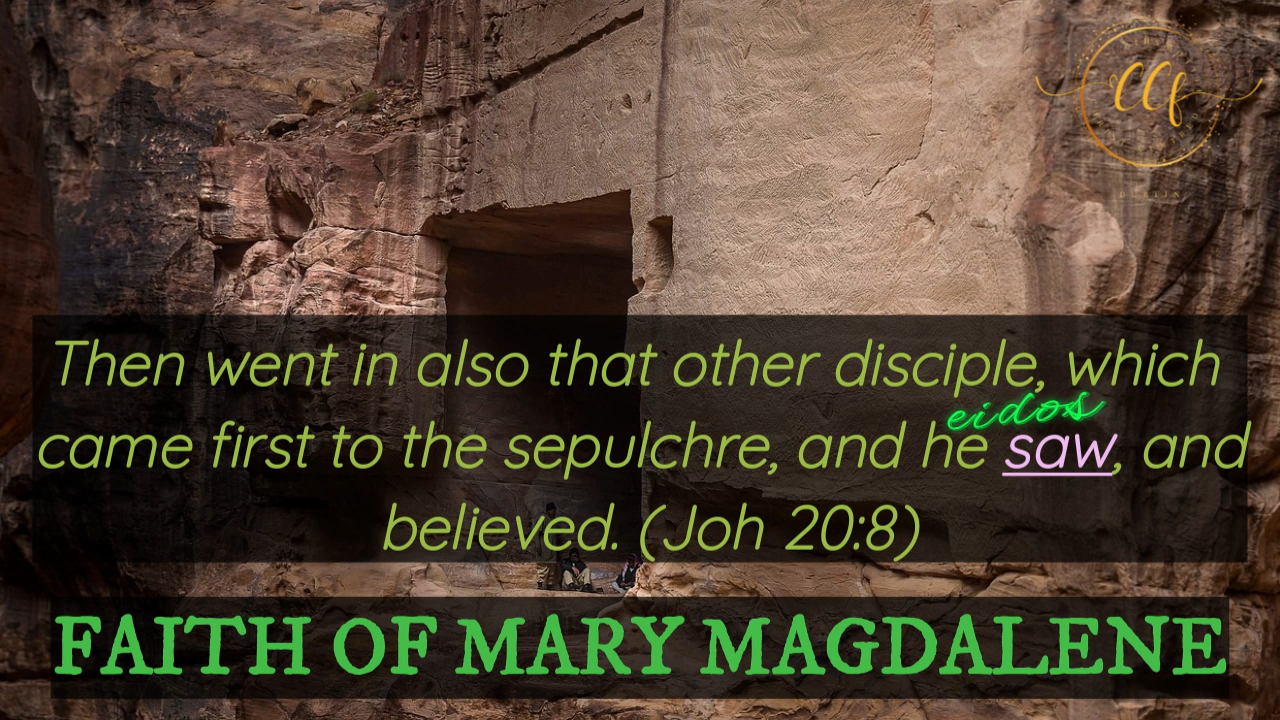 CCf
Then went in also that other disciple, which
eidos
came first to the sepulchre, and he saw, and
believed. (Joh 20:8)
FAITH OF MARY MAGDALENE